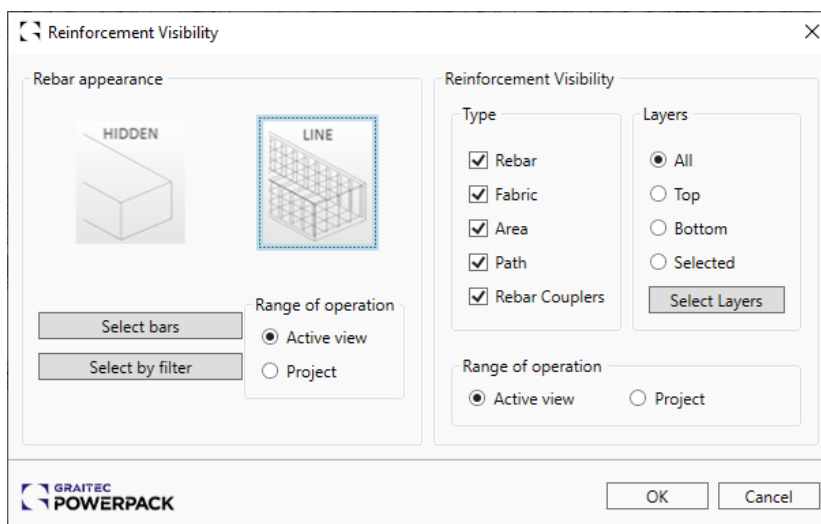 Reinforcement Visibility
Rebar appearance
HIDDEN
LINE
Select bars
Select by filter
Range of operation
Active view
Project
Reinforcement Visibility
Type
Rebar
Fabric
Area
Path
Rebar Couplers
Layers
All
Top
Bottom
Selected
Select Layers
Range of operation
Active view
Project
GRAITEC
POWERPACK
OK
Cancel